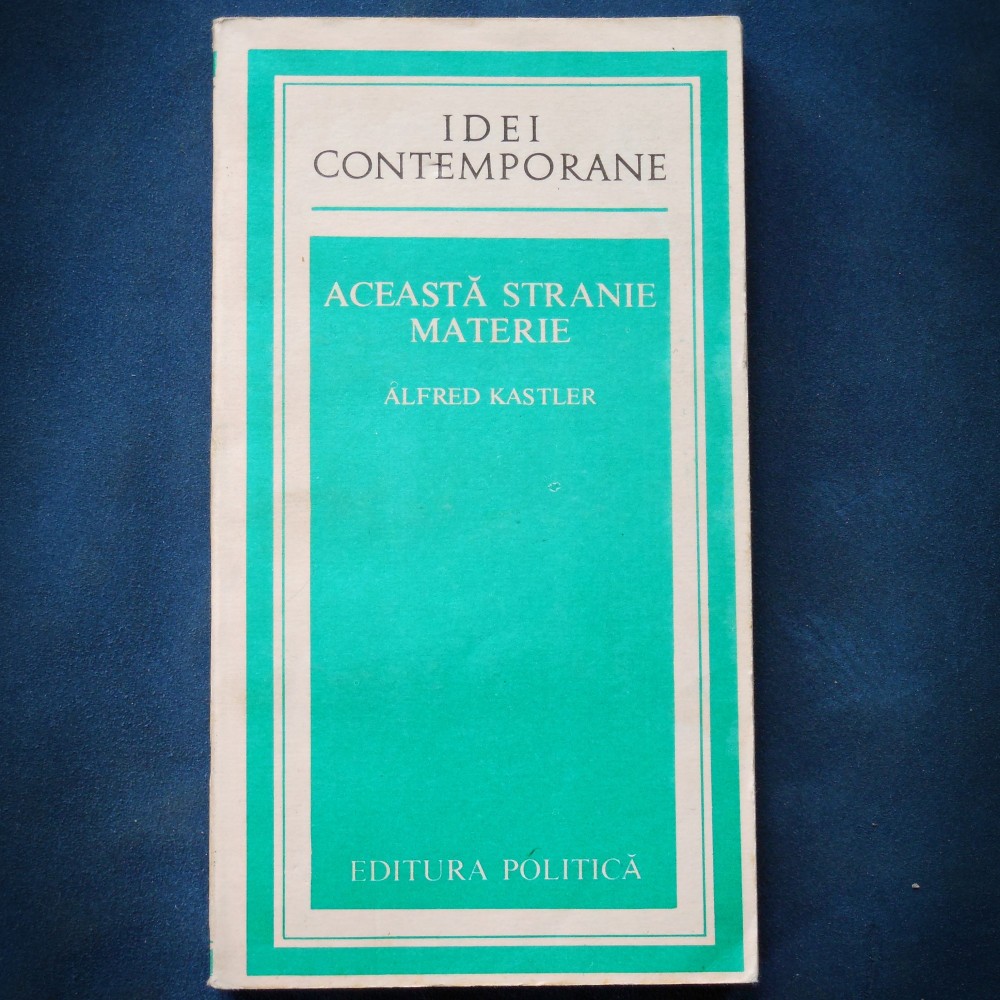 IDEI
CONTEMPORANE
ACEASTĂ STRANIE
MATERIE
ALFRED KASTLER
EDITURA POLITICĂ